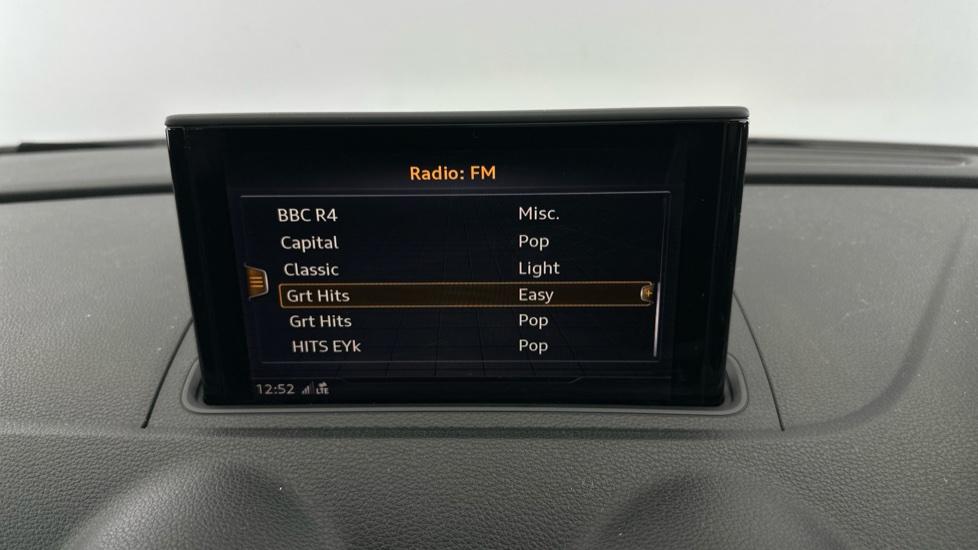 Radio: FM
BBC R4 Misc.
Capital Pop
Classic Light
Grt Hits Easy
Grt Hits Pop
HITS EYk Pop
12:52 LTE